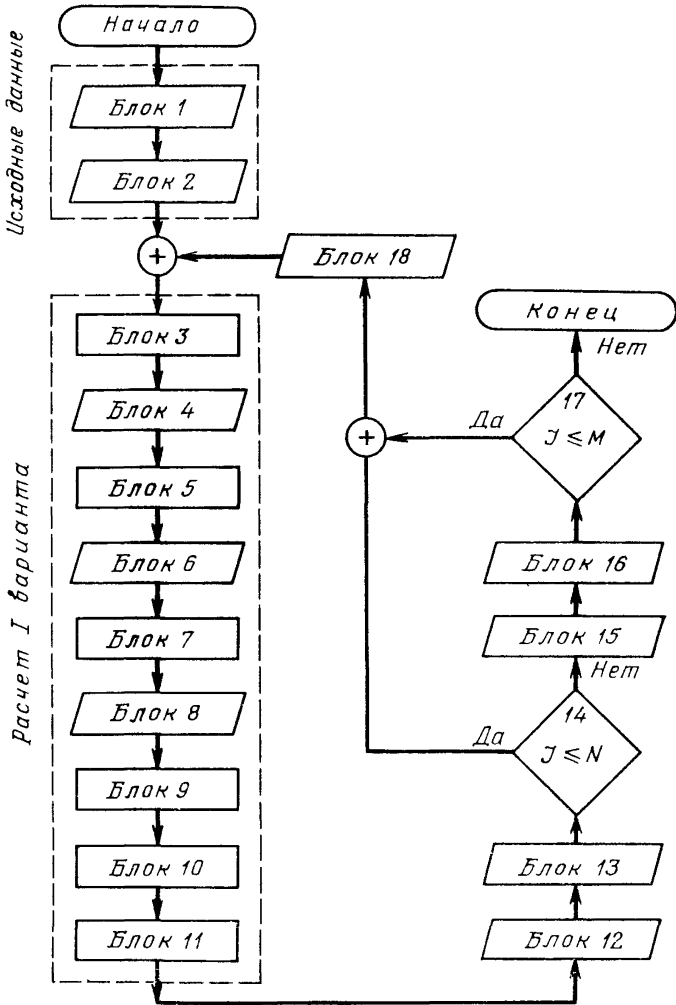 Начало
Исходные данные
Блок 1
Блок 2
+
Блок 18
Расчет I варианта
Блок 3
Блок 4
Блок 5
Блок 6
Блок 7
Блок 8
Блок 9
Блок 10
Блок 11
Конец
Нет
17
J ≤ M
Да
+
Блок 16
Блок 15
Нет
14
J ≤ N
Да
Блок 13
Блок 12